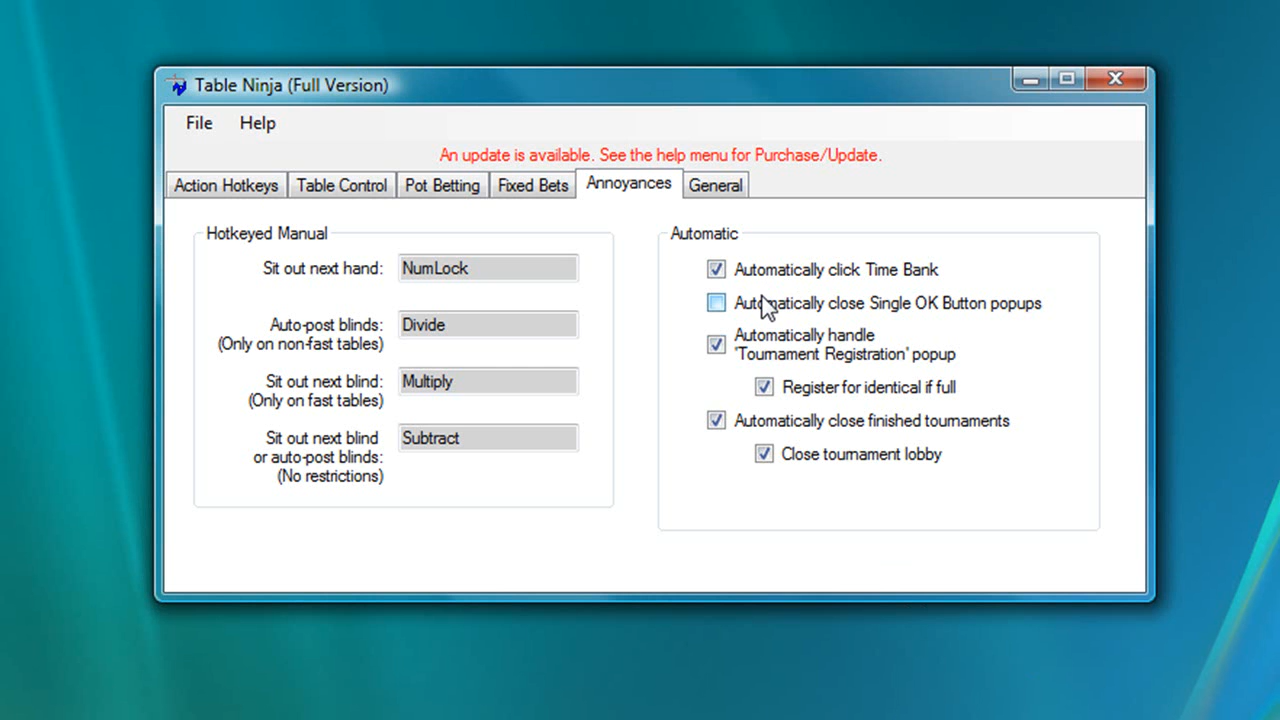 Table Ninja (Full Version)
File Help
An update is available. See the help menu for Purchase/Update.
Action Hotkeys Table Control Pot Betting Fixed Bets Annoyances General
Hotkeyed Manual
Sit out next hand: NumLock
Auto-post blinds: Divide
(Only on non-fast tables)
Sit out next blind: Multiply
(Only on fast tables)
Sit out next blind Subtract
or auto-post blinds:
(No restrictions)
Automatic
Automatically click Time Bank
Automatically close Single OK Button popups
Automatically handle
"Tournament Registration" popup
Register for identical if full
Automatically close finished tournaments
Close tournament lobby